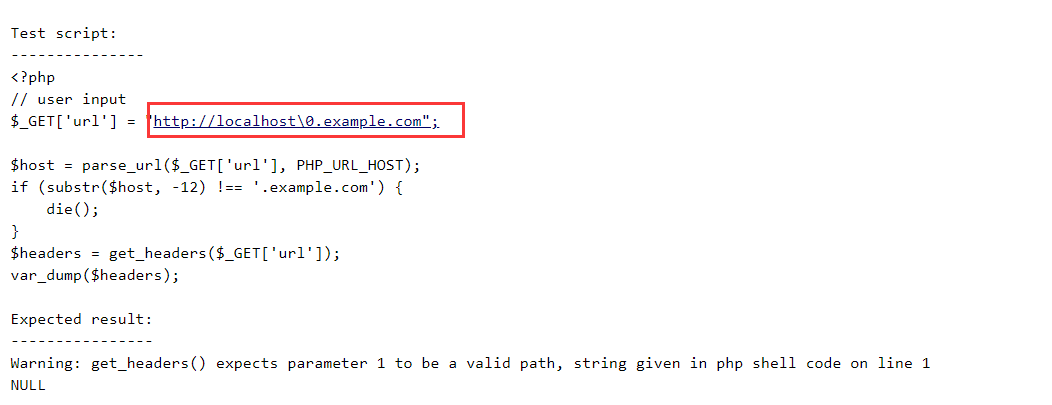 Test script:
---------------
<?php
// user input
$_GET['url'] = "http://localhost\0.example.com";
$host = parse_url($_GET['url'], PHP_URL_HOST);
if (substr($host, -12) !== '.example.com') {
    die();
}
$headers = get_headers($_GET['url']);
var_dump($headers);
Expected result:
----------------
Warning: get_headers() expects parameter 1 to be a valid path, string given in php shell code on line 1
NULL